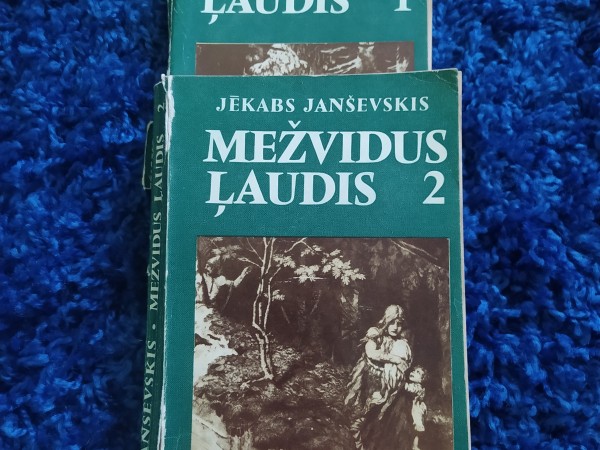 ĻAUDIS 1
JĒKABS JANŠEVSKIS
MEŽVIDUS
ĻAUDIS 2
JANŠEVSKIS • MEŽVIDUS ĻAUDIS 2